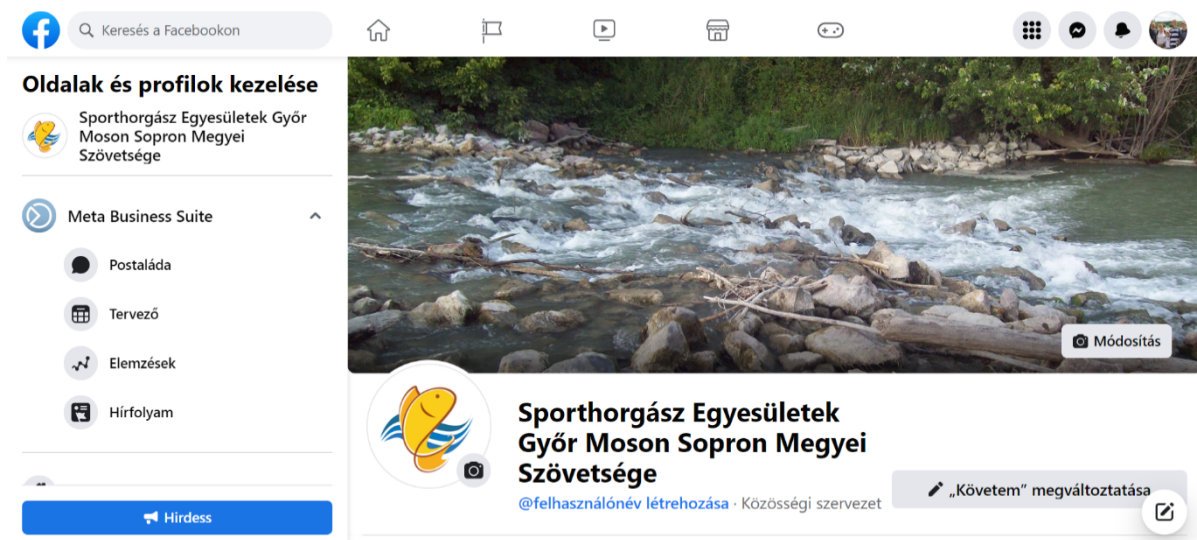 Keresés a Facebookon
Oldalak és profilok kezelése
Sporthorgász Egyesületek Győr
Moson Sopron Megyei
Szövetsége
Meta Business Suite
Postaláda
Tervező
Elemzések
Hírfolyam
Hirdess
Módosítás
Sporthorgász Egyesületek
Győr Moson Sopron Megyei
Szövetsége
@felhasználónév létrehozása · Közösségi szervezet
„Követem” megváltoztatása